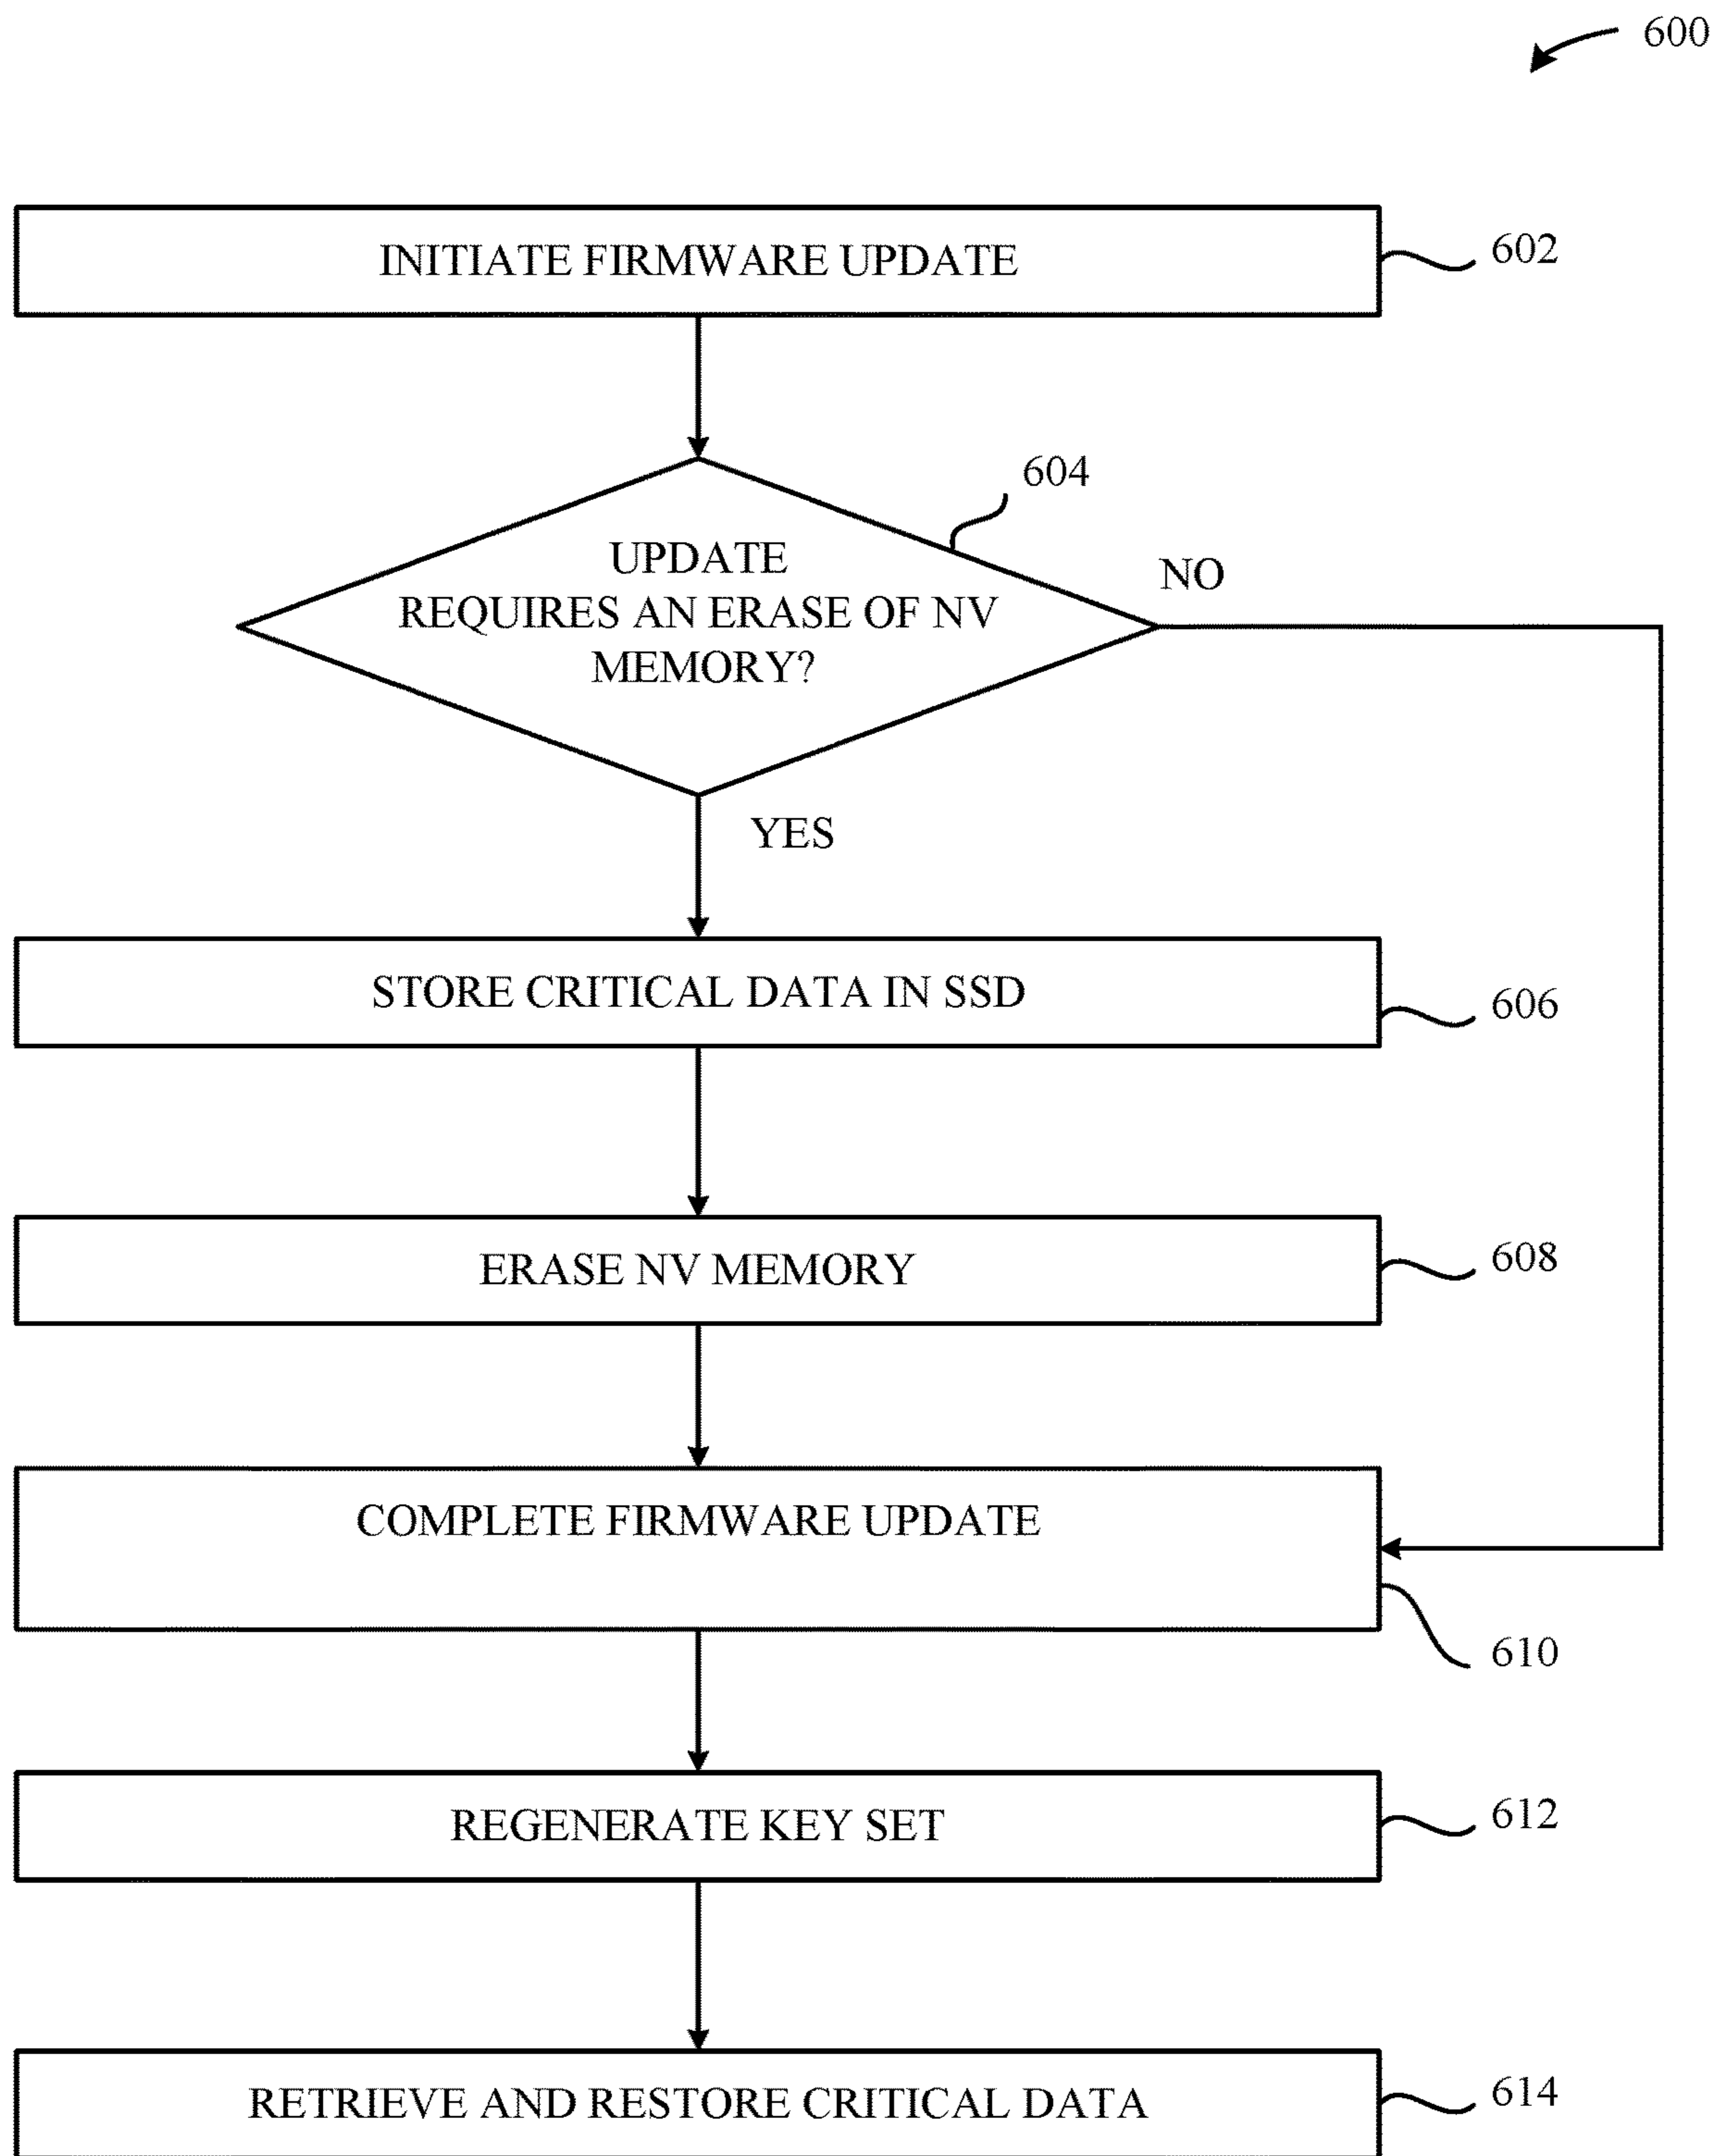 600
INITIATE FIRMWARE UPDATE
602
604
UPDATE
REQUIRES AN ERASE OF NV
MEMORY?
NO
YES
STORE CRITICAL DATA IN SSD
606
ERASE NV MEMORY
608
COMPLETE FIRMWARE UPDATE
610
REGENERATE KEY SET
612
RETRIEVE AND RESTORE CRITICAL DATA
614